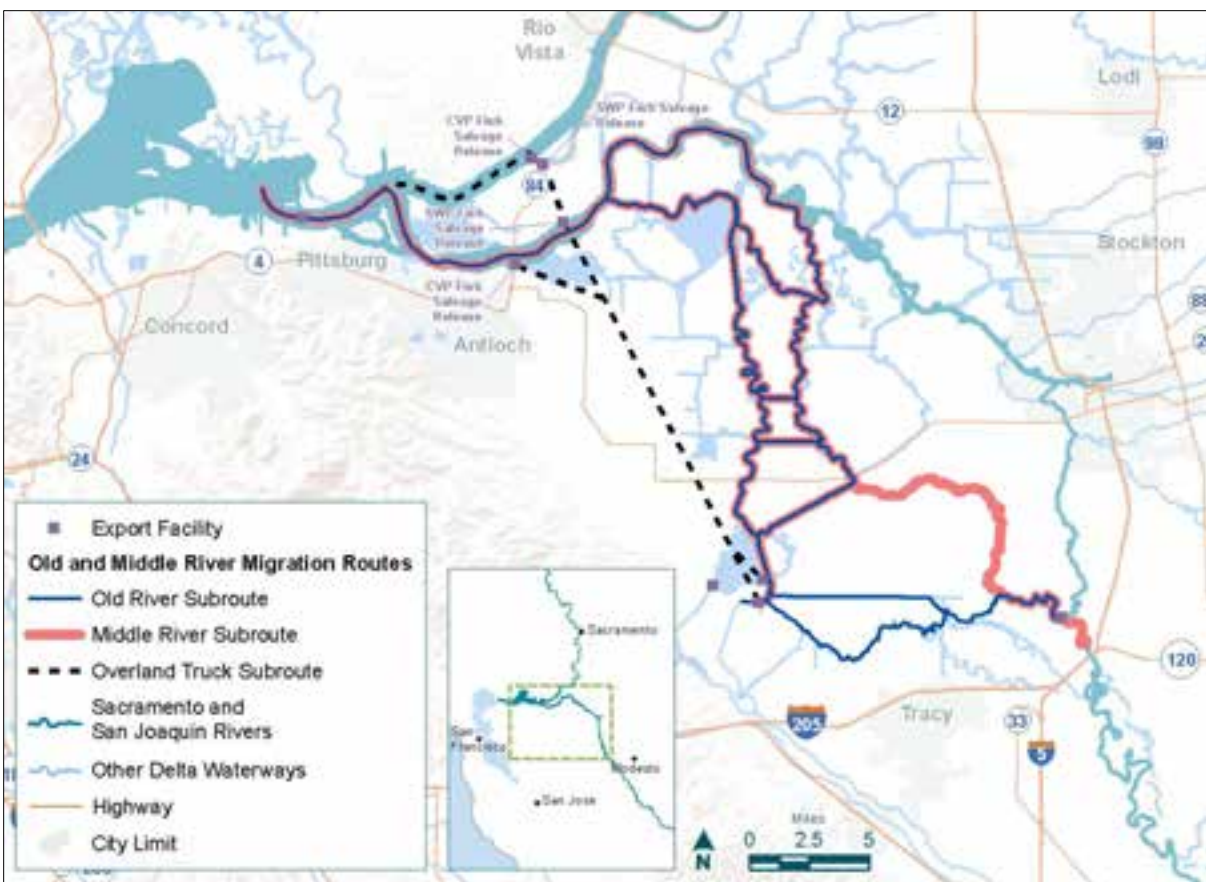 Rio
Vista
Lodi
12
99
SWP Fish Salvage
Release
CVP Fish
Salvage
Release
84
SWP Fish
Salvage
Release
Stockton
4
Pittsburg
CVP Fish
Salvage
Release
88
Concord
Antioch
24
120
205
Tracy
33
5
Export Facility
Old and Middle River Migration Routes
Old River Subroute
Middle River Subroute
Overland Truck Subroute
Sacramento and
San Joaquin Rivers
Other Delta Waterways
Highway
City Limit
Sacramento
San
Francisco
Modesto
San Jose
Miles
0 2.5 5
N